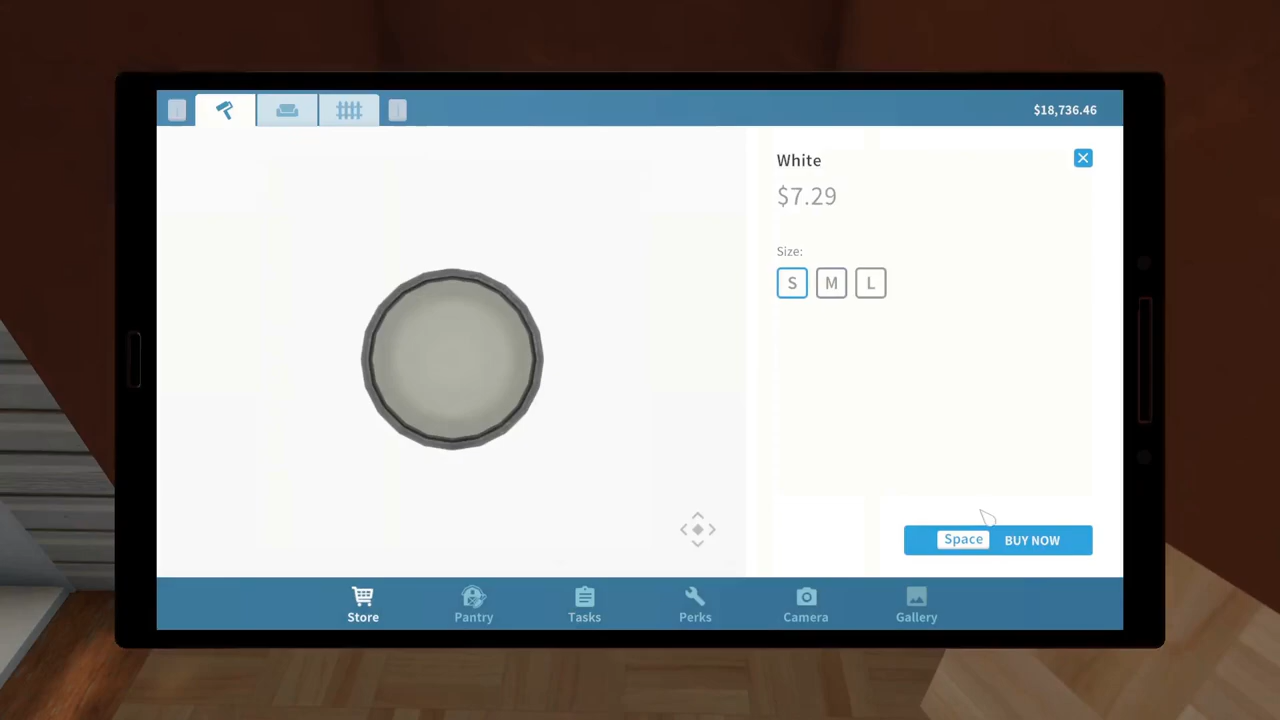 $18,736.46
White
$7.29
Size:
S M L
Space BUY NOW
Store Pantry Tasks Perks Camera Gallery